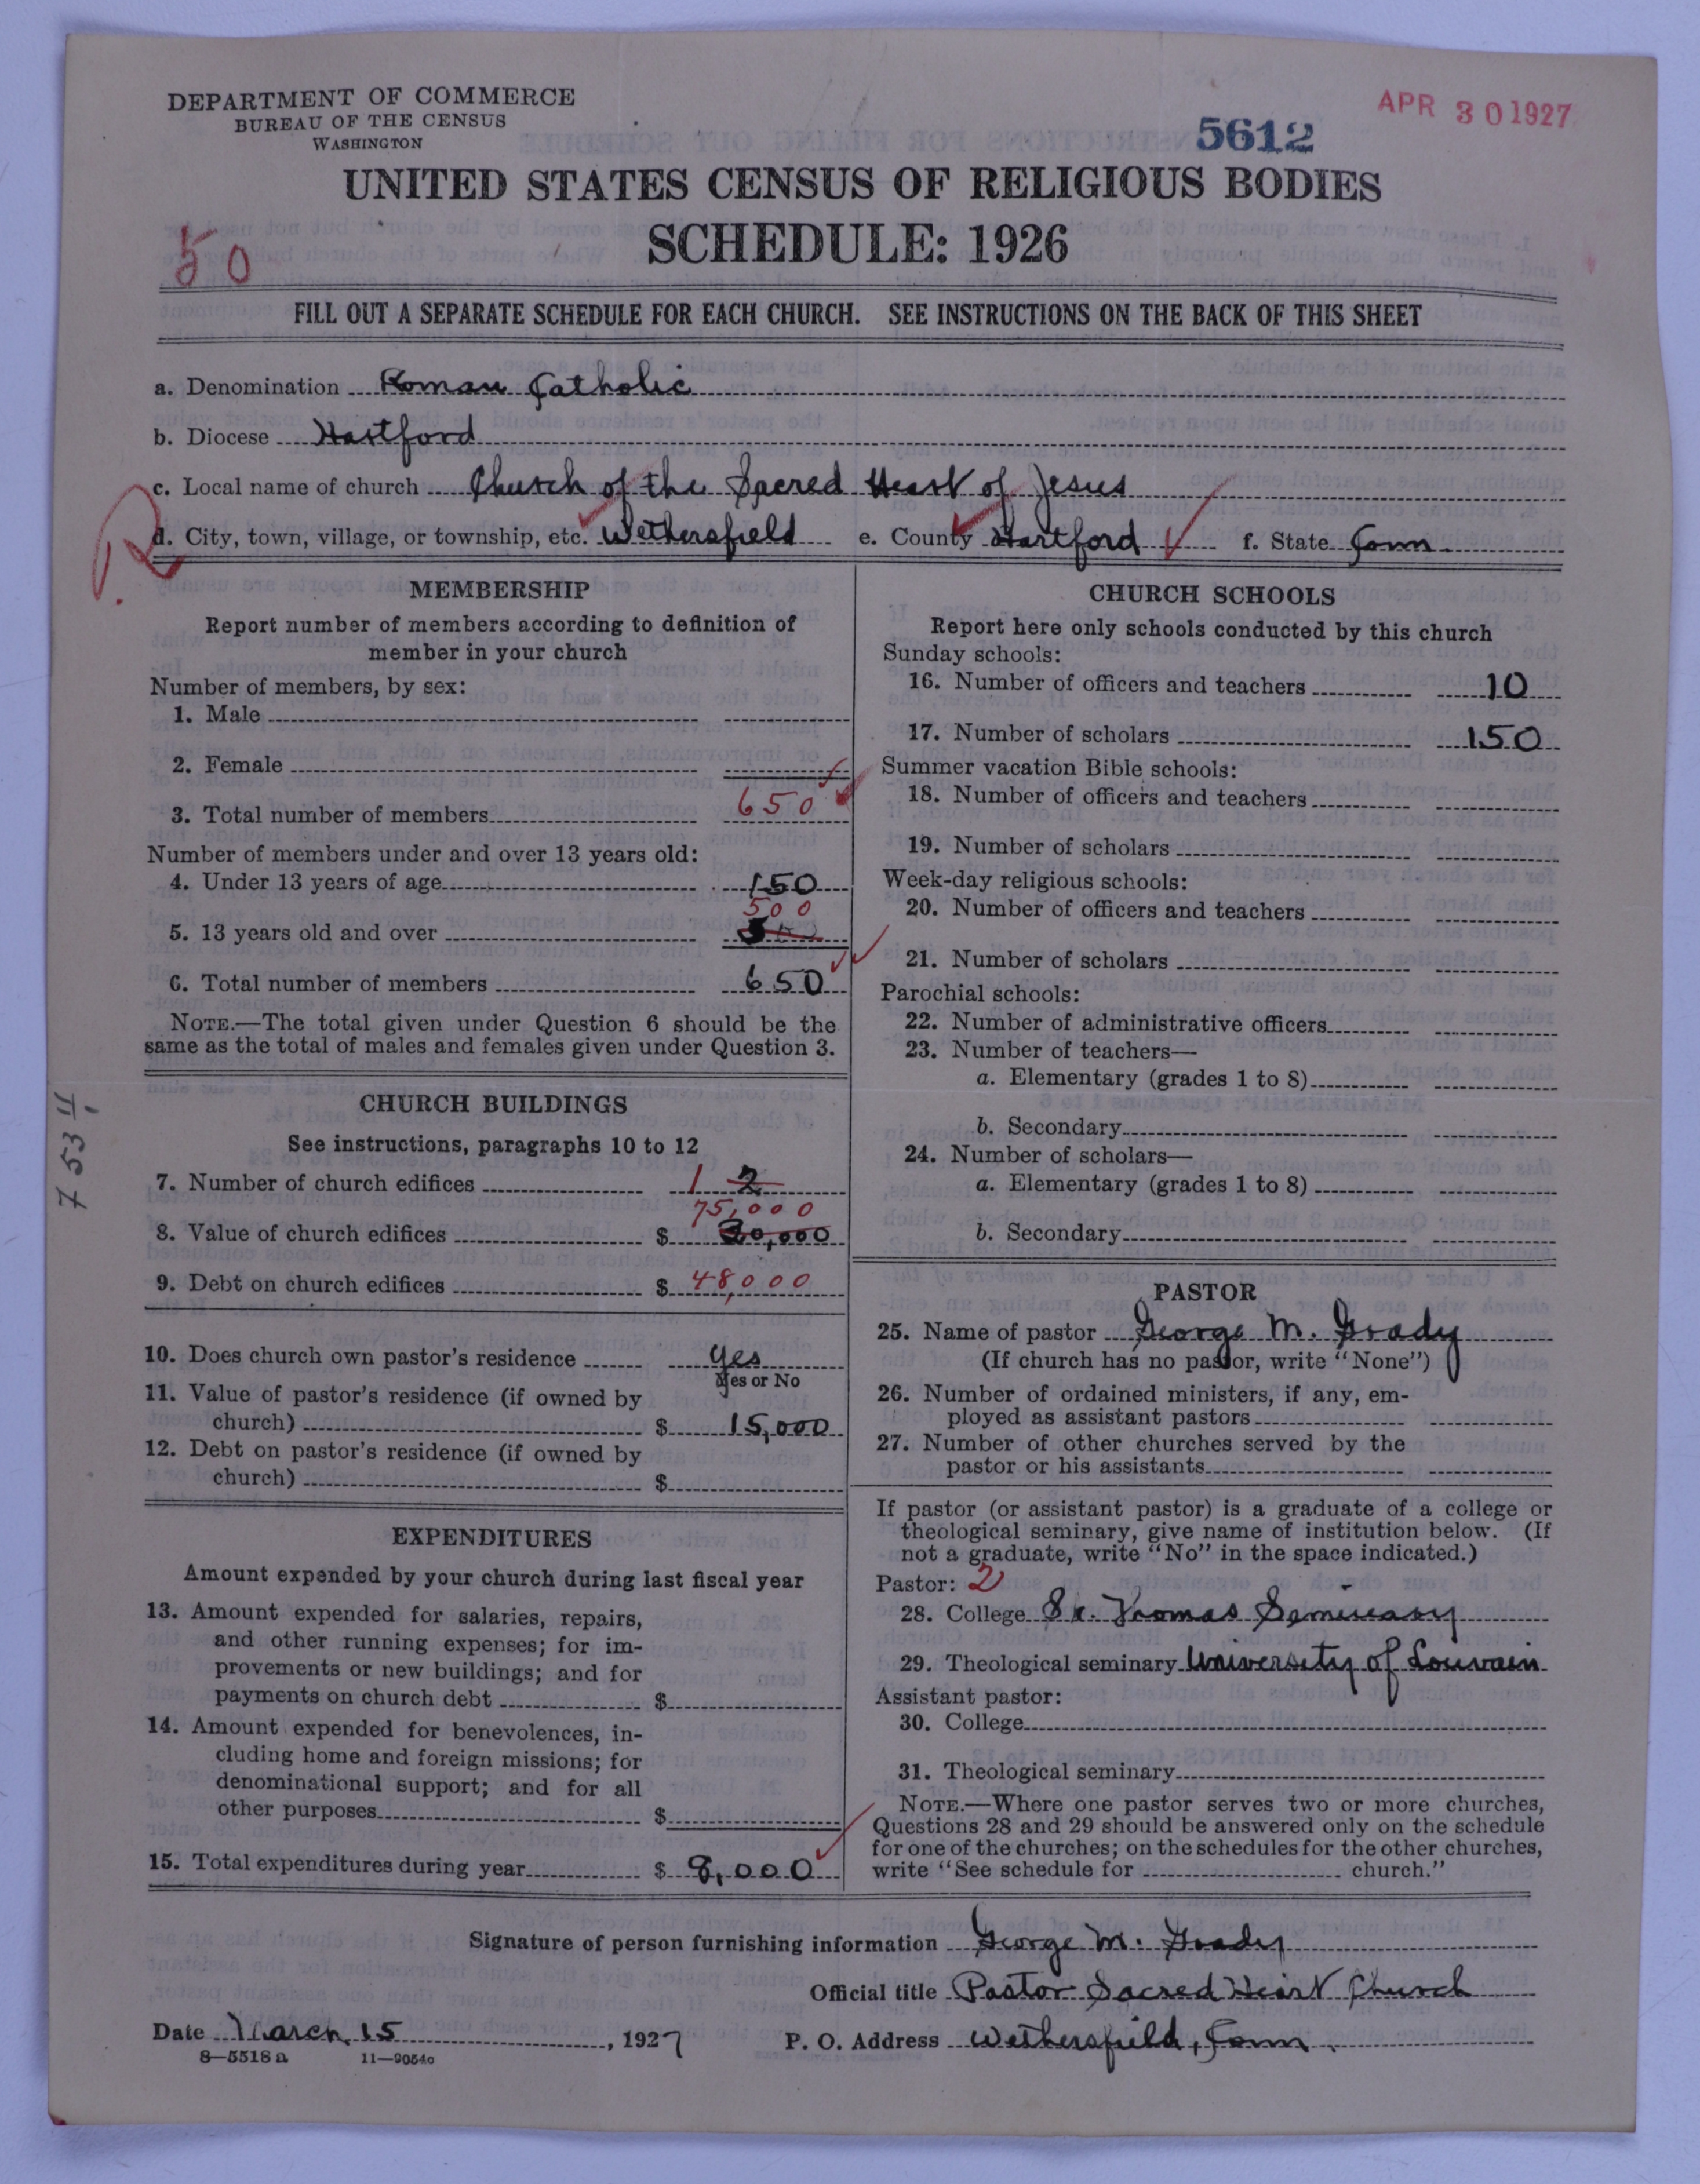 DEPARTMENT OF COMMERCE
BUREAU OF THE CENSUS
WASHINGTON
APR 30 1927
5612
UNITED STATES CENSUS OF RELIGIOUS BODIES
SCHEDULE: 1926
50
FILL OUT A SEPARATE SCHEDULE FOR EACH CHURCH. SEE INSTRUCTIONS ON THE BACK OF THIS SHEET
a. Denomination Roman Catholic
b. Diocese Hartford
c. Local name of church Church of the Sacred Heart of Jesus
R
d. City, town, village, or township, etc. Wethersfield e. County Hartford f. State Conn.
MEMBERSHIP
Report number of members according to definition of
member in your church
Number of members, by sex:
1. Male
2. Female
3. Total number of members 650
Number of members under and over 13 years old:
4. Under 13 years of age 150
500
5. 13 years old and over
6. Total number of members 650
NOTE.—The total given under Question 6 should be the
same as the total of males and females given under Question 3.
CHURCH BUILDINGS
See instructions, paragraphs 10 to 12
7. Number of church edifices 1 2
75,000
8. Value of church edifices $ 20,000
9. Debt on church edifices $ 48,000
10. Does church own pastor's residence yes
Yes or No
11. Value of pastor's residence (if owned by
church) $ 15,000
12. Debt on pastor's residence (if owned by
church) $
EXPENDITURES
Amount expended by your church during last fiscal year
13. Amount expended for salaries, repairs,
and other running expenses; for im-
provements or new buildings; and for
payments on church debt $
14. Amount expended for benevolences, in-
cluding home and foreign missions; for
denominational support; and for all
other purposes $
15. Total expenditures during year $ 8,000
CHURCH SCHOOLS
Report here only schools conducted by this church
Sunday schools:
16. Number of officers and teachers 10
17. Number of scholars 150
Summer vacation Bible schools:
18. Number of officers and teachers
19. Number of scholars
Week-day religious schools:
20. Number of officers and teachers
21. Number of scholars
Parochial schools:
22. Number of administrative officers
23. Number of teachers—
a. Elementary (grades 1 to 8)
b. Secondary
24. Number of scholars—
a. Elementary (grades 1 to 8)
b. Secondary
PASTOR
25. Name of pastor George M. Grady
(If church has no pastor, write "None")
26. Number of ordained ministers, if any, em-
ployed as assistant pastors
27. Number of other churches served by the
pastor or his assistants
If pastor (or assistant pastor) is a graduate of a college or
theological seminary, give name of institution below. (If
not a graduate, write "No" in the space indicated.)
Pastor: 2
28. College St. Thomas Seminary
29. Theological seminary University of Louvain
Assistant pastor:
30. College
31. Theological seminary
NOTE.—Where one pastor serves two or more churches,
Questions 28 and 29 should be answered only on the schedule
for one of the churches; on the schedules for the other churches,
write "See schedule for church."
Signature of person furnishing information George M. Grady
Official title Pastor Sacred Heart Church
Date March 15, 1927 P. O. Address Wethersfield, Conn.
8—5518a 11—9054c